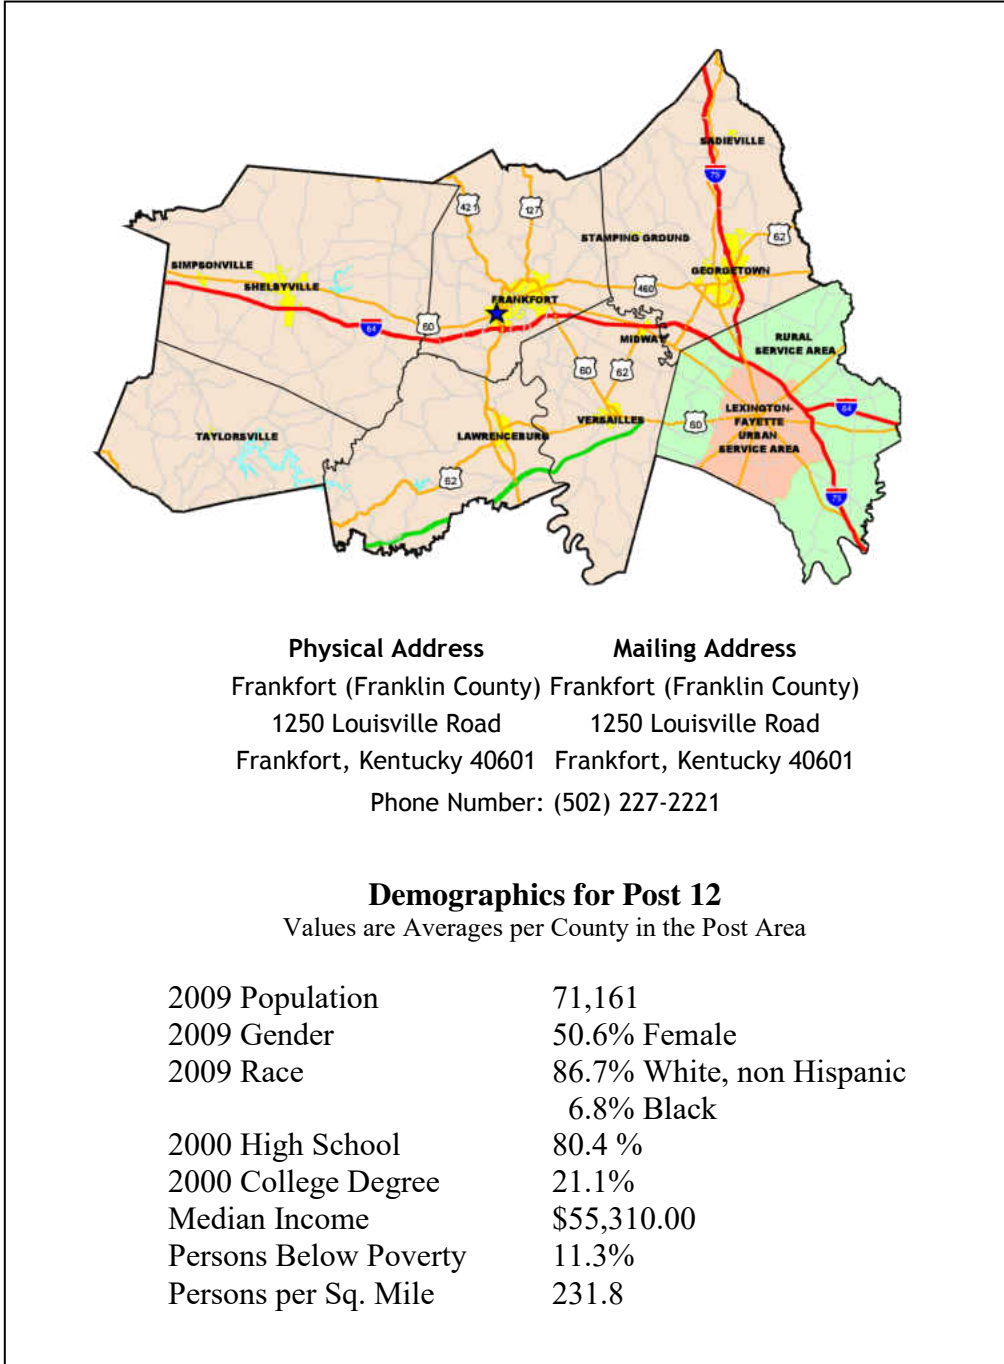 SADIEVILLE
75
421
127
62
STAMPING GROUND
SIMPSONVILLE
GEORGETOWN
SHELBYVILLE
460
FRANKFORT
60
64
MIDWAY
RURAL
SERVICE AREA
60
62
LEXINGTON-
FAYETTE
URBAN
SERVICE AREA
64
VERSAILLES
60
TAYLORSVILLE
LAWRENCEBURG
62
75
Physical Address Mailing Address
Frankfort (Franklin County) Frankfort (Franklin County)
1250 Louisville Road 1250 Louisville Road
Frankfort, Kentucky 40601 Frankfort, Kentucky 40601
Phone Number: (502) 227-2221
Demographics for Post 12
Values are Averages per County in the Post Area
2009 Population 71,161
2009 Gender 50.6% Female
2009 Race 86.7% White, non Hispanic
6.8% Black
2000 High School 80.4 %
2000 College Degree 21.1%
Median Income $55,310.00
Persons Below Poverty 11.3%
Persons per Sq. Mile 231.8